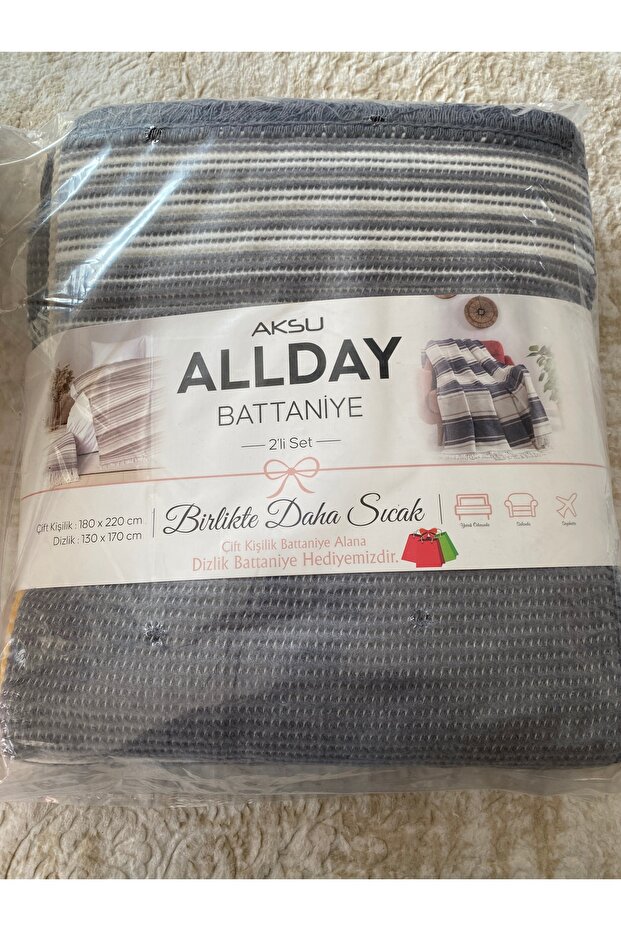 AKSU
ALLDAY
BATTANİYE
2'li Set
Çift Kişilik : 180 x 220 cm
Dizlik : 130 x 170 cm
Birlikte Daha Sıcak
Çift Kişilik Battaniye Alana
Dizlik Battaniye Hediyemizdir.